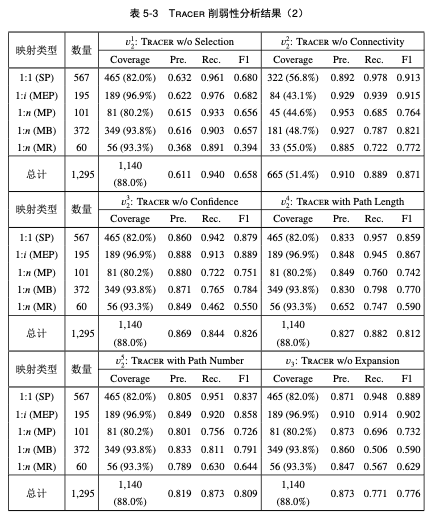 表 5-3 TRACER 削弱性分析结果（2）
映射类型 数量 υ₂¹: TRACER w/o Selection υ₂²: TRACER w/o Connectivity
Coverage Pre. Rec. F1 Coverage Pre. Rec. F1
1:1 (SP) 567 465 (82.0%) 0.632 0.961 0.680 322 (56.8%) 0.892 0.978 0.913
1:i (MEP) 195 189 (96.9%) 0.622 0.976 0.682 84 (43.1%) 0.929 0.939 0.915
1:n (MP) 101 81 (80.2%) 0.615 0.933 0.656 45 (44.6%) 0.953 0.685 0.764
1:n (MB) 372 349 (93.8%) 0.616 0.903 0.657 181 (48.7%) 0.927 0.787 0.821
1:n (MR) 60 56 (93.3%) 0.368 0.891 0.394 33 (55.0%) 0.885 0.722 0.772
总计 1,295 1,140 (88.0%) 0.611 0.940 0.658 665 (51.4%) 0.910 0.889 0.871
映射类型 数量 υ₂³: TRACER w/o Confidence υ₂⁴: TRACER with Path Length
Coverage Pre. Rec. F1 Coverage Pre. Rec. F1
1:1 (SP) 567 465 (82.0%) 0.860 0.942 0.879 465 (82.0%) 0.833 0.957 0.859
1:i (MEP) 195 189 (96.9%) 0.888 0.913 0.889 189 (96.9%) 0.848 0.945 0.867
1:n (MP) 101 81 (80.2%) 0.880 0.722 0.751 81 (80.2%) 0.849 0.760 0.742
1:n (MB) 372 349 (93.8%) 0.871 0.765 0.784 349 (93.8%) 0.830 0.798 0.770
1:n (MR) 60 56 (93.3%) 0.849 0.462 0.550 56 (93.3%) 0.652 0.747 0.590
总计 1,295 1,140 (88.0%) 0.869 0.844 0.826 1,140 (88.0%) 0.827 0.882 0.812
映射类型 数量 υ₂⁴: TRACER with Path Number υ₃: TRACER w/o Expansion
Coverage Pre. Rec. F1 Coverage Pre. Rec. F1
1:1 (SP) 567 465 (82.0%) 0.805 0.951 0.837 465 (82.0%) 0.871 0.948 0.889
1:i (MEP) 195 189 (96.9%) 0.849 0.920 0.858 189 (96.9%) 0.910 0.914 0.902
1:n (MP) 101 81 (80.2%) 0.801 0.756 0.726 81 (80.2%) 0.873 0.696 0.732
1:n (MB) 372 349 (93.8%) 0.833 0.811 0.791 349 (93.8%) 0.860 0.506 0.590
1:n (MR) 60 56 (93.3%) 0.789 0.630 0.644 56 (93.3%) 0.847 0.567 0.629
总计 1,295 1,140 (88.0%) 0.819 0.873 0.809 1,140 (88.0%) 0.873 0.771 0.776